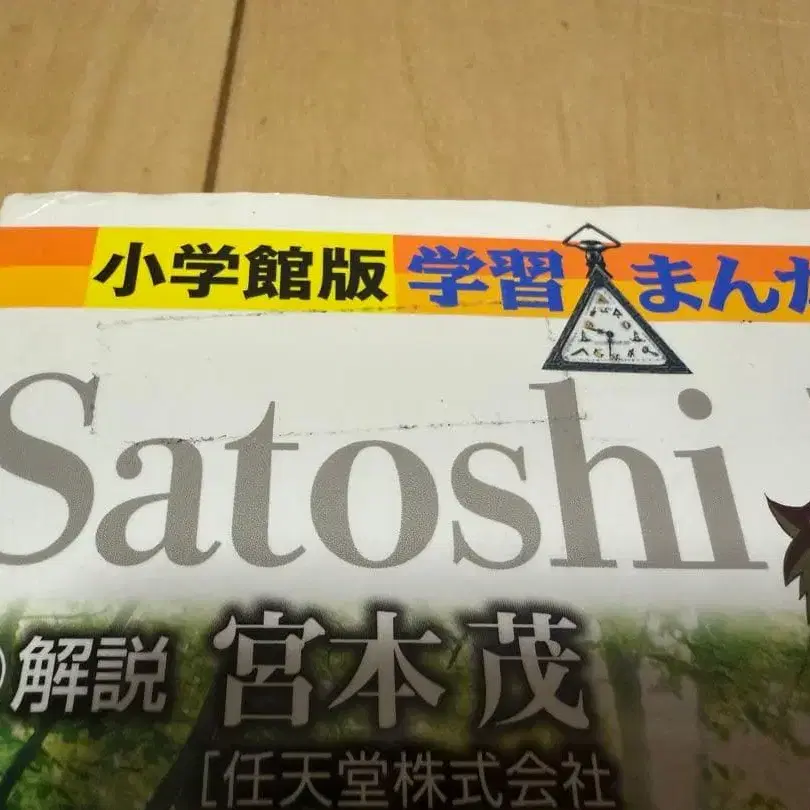 小学館版 学習まんが
Satoshi
解説 宮本 茂
[任天堂株式会社